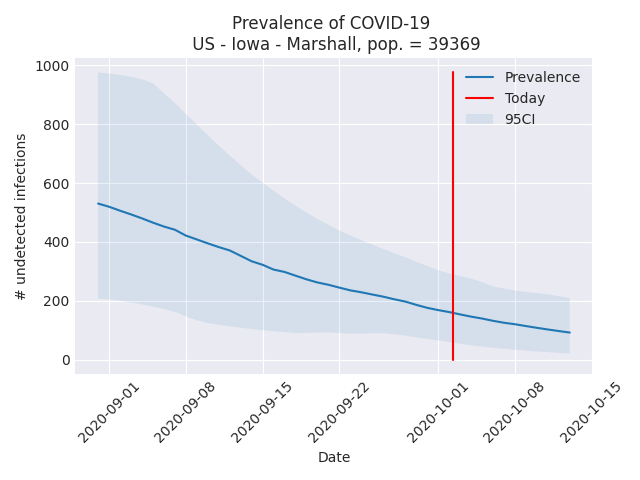 Prevalence of COVID-19
US - Iowa - Marshall, pop. = 39369
1000
800
600
400
200
0
# undetected infections
Prevalence
Today
95CI
2020-09-01
2020-09-08
2020-09-15
2020-09-22
2020-10-01
2020-10-08
2020-10-15
Date